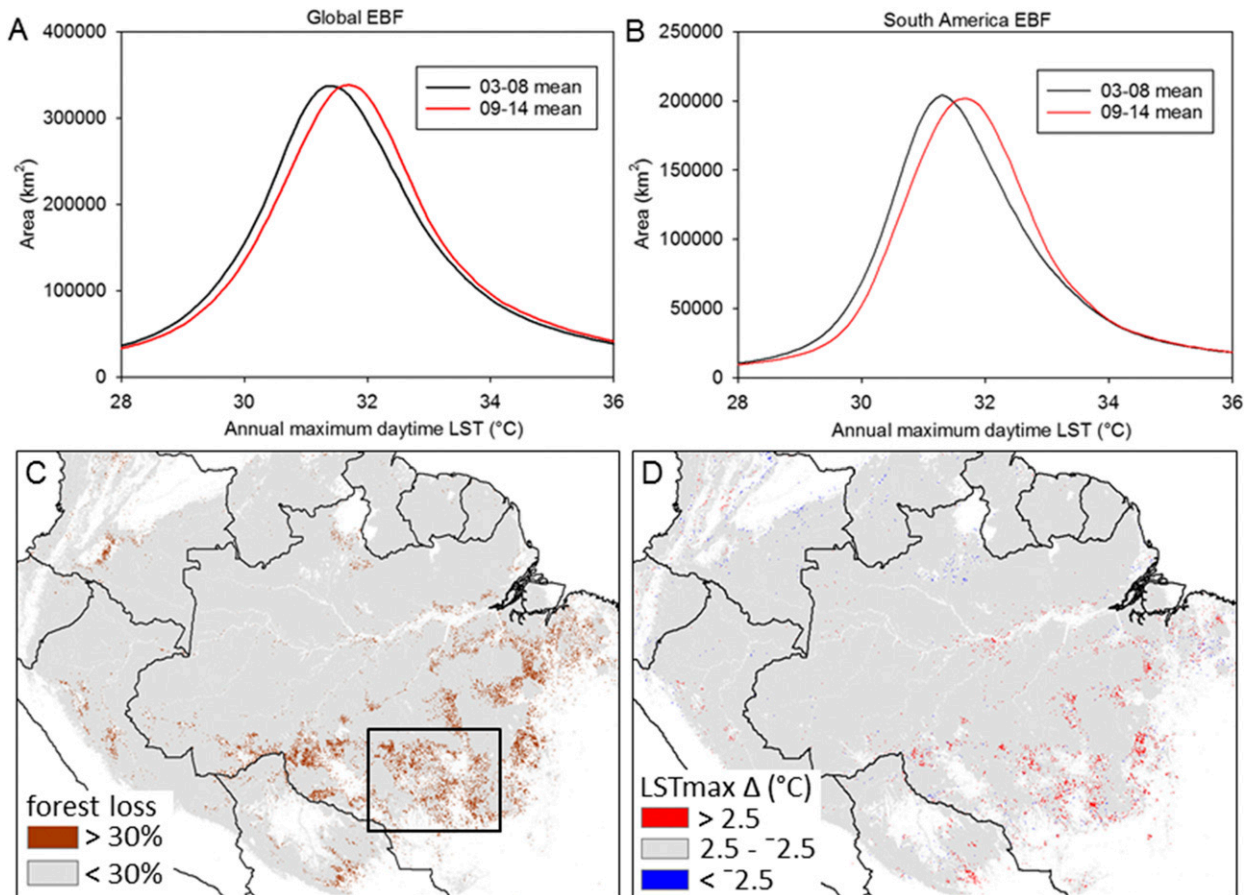 A
Global EBF
400000
300000
200000
100000
0
Area (km²)
03-08 mean
09-14 mean
28 30 32 34 36
Annual maximum daytime LST (°C)
B
South America EBF
250000
200000
150000
100000
50000
0
Area (km²)
03-08 mean
09-14 mean
28 30 32 34 36
Annual maximum daytime LST (°C)
C
forest loss
> 30%
< 30%
D
LSTmax Δ (°C)
> 2.5
2.5 - ⁻2.5
< ⁻2.5